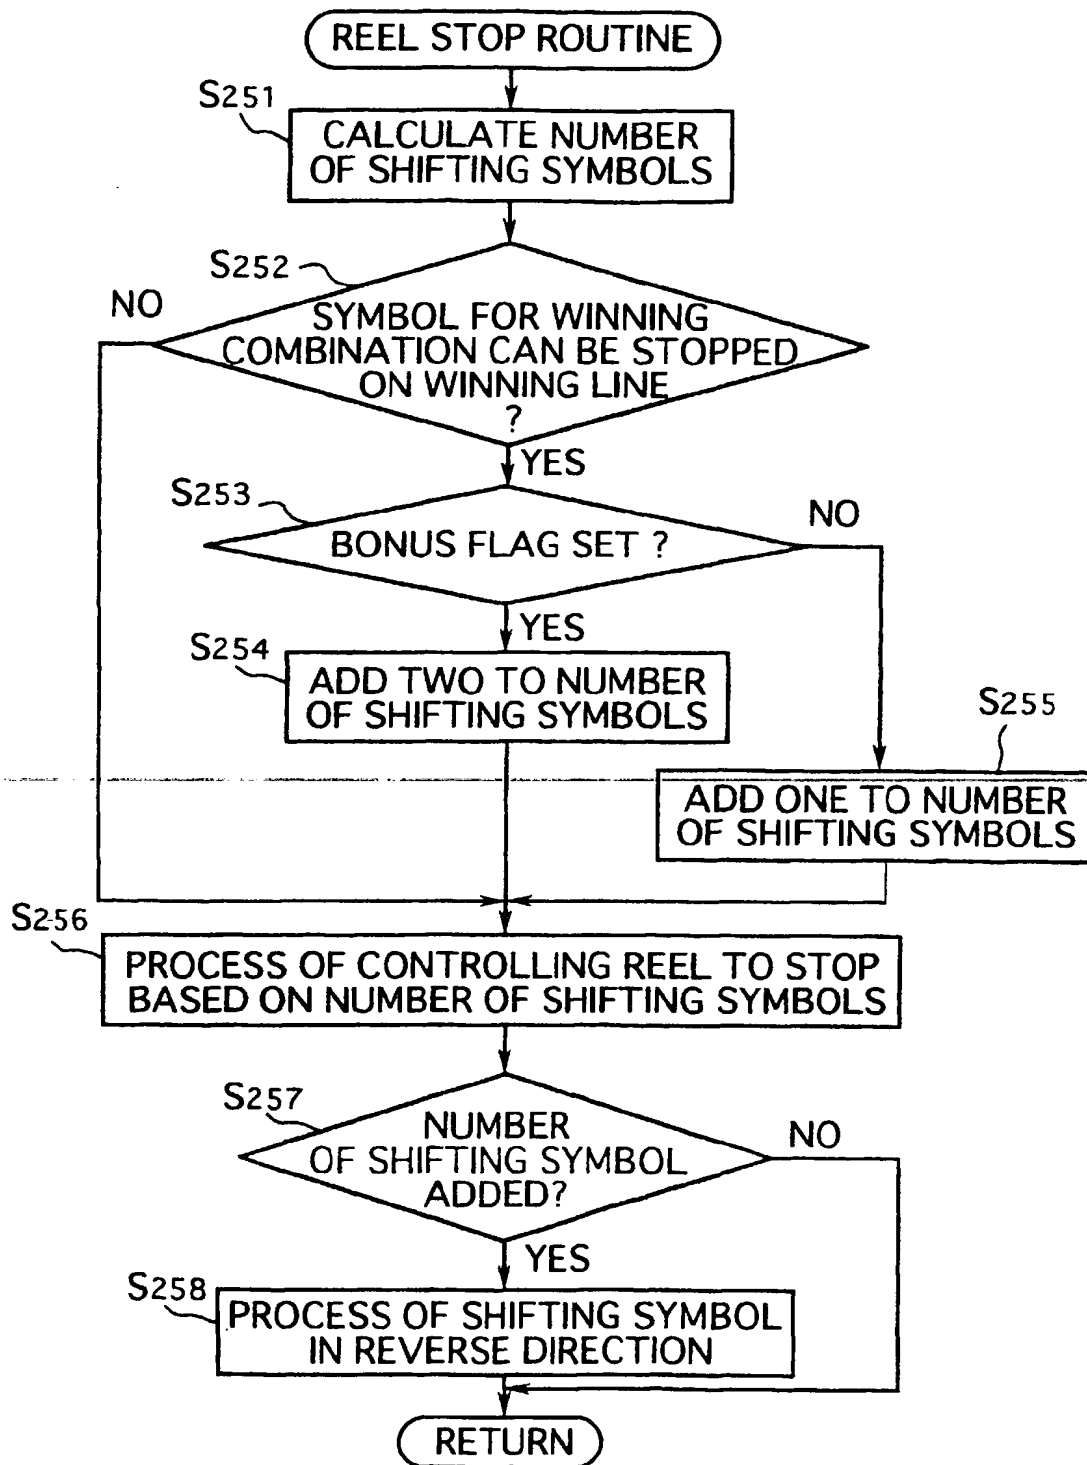 REEL STOP ROUTINE
S251
CALCULATE NUMBER
OF SHIFTING SYMBOLS
S252
NO
SYMBOL FOR WINNING
COMBINATION CAN BE STOPPED
ON WINNING LINE
?
YES
S253
NO
BONUS FLAG SET ?
YES
S254
ADD TWO TO NUMBER
OF SHIFTING SYMBOLS
S255
ADD ONE TO NUMBER
OF SHIFTING SYMBOLS
S256
PROCESS OF CONTROLLING REEL TO STOP
BASED ON NUMBER OF SHIFTING SYMBOLS
S257
NUMBER
OF SHIFTING SYMBOL
ADDED?
NO
YES
S258
PROCESS OF SHIFTING SYMBOL
IN REVERSE DIRECTION
RETURN